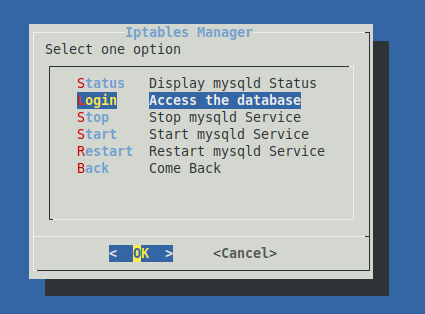 Iptables Manager
Select one option
Status Display mysqld Status
Login Access the database
Stop Stop mysqld Service
Start Start mysqld Service
Restart Restart mysqld Service
Back Come Back
< OK > <Cancel>